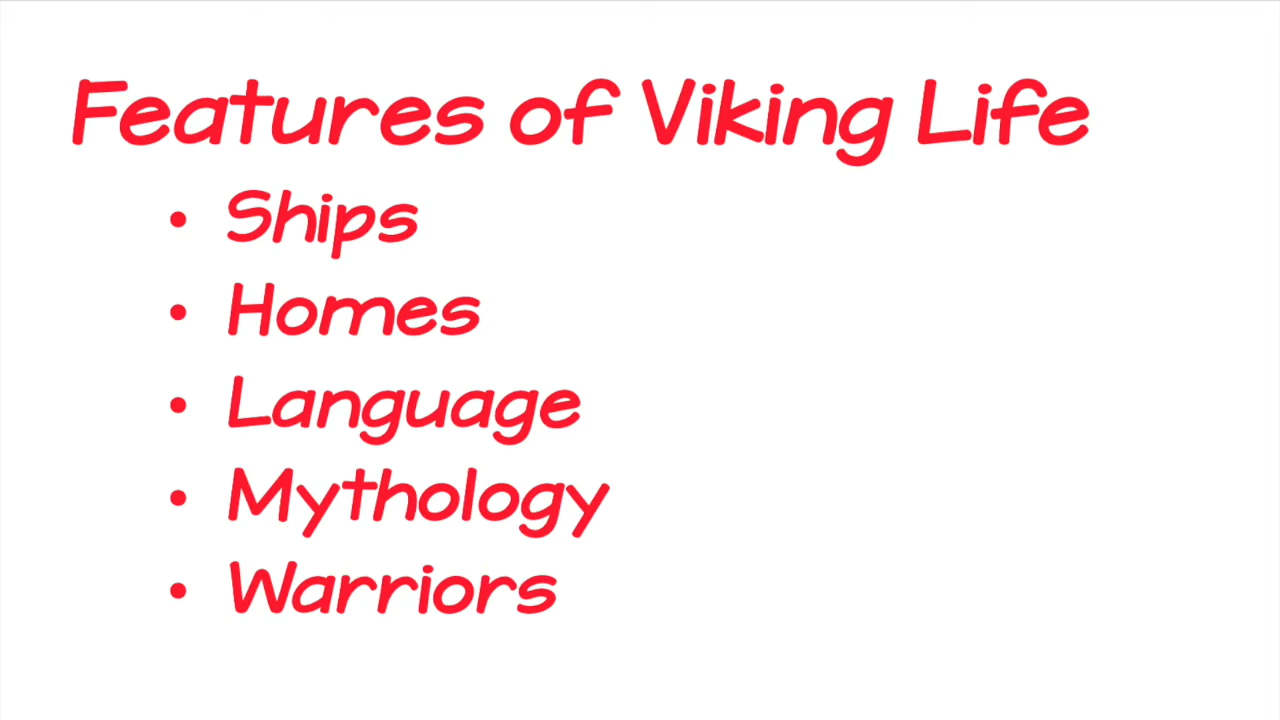 Features of Viking Life
• Ships
• Homes
• Language
• Mythology
• Warriors